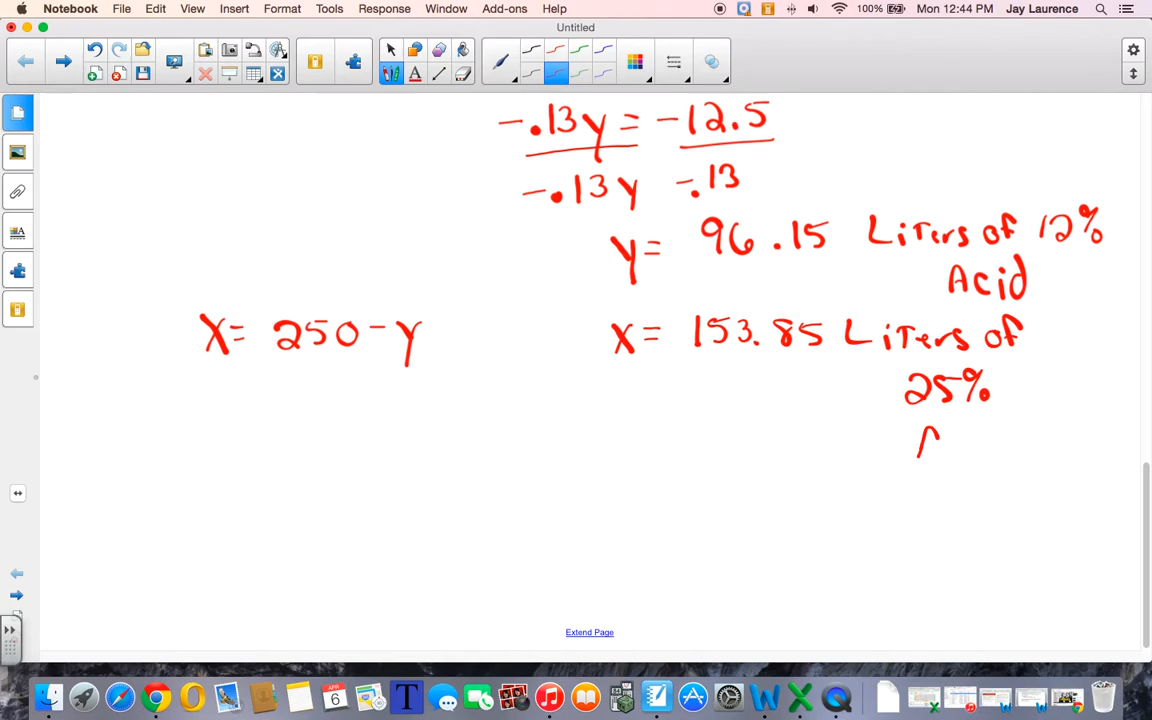 Notebook File Edit View Insert Format Tools Response Window Add-ons Help 100% Mon 12:44 PM Jay Laurence
Untitled
-.13y = -12.5
-.13y -.13
y= 96.15 Liters of 12%
Acid
X= 250-y
x= 153.85 Liters of
25%
Extend Page